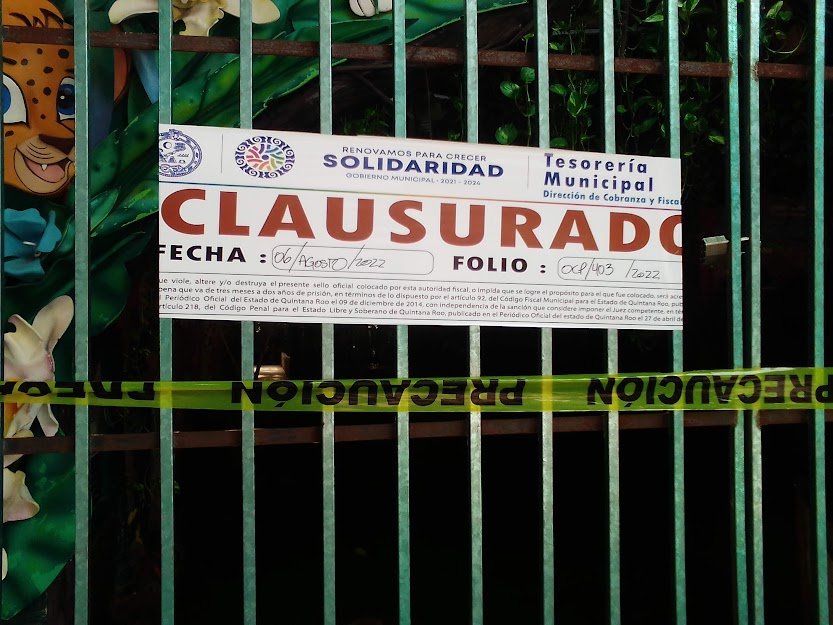 RENOVAMOS PARA CRECER
SOLIDARIDAD
GOBIERNO MUNICIPAL · 2021 - 2024
Tesorería
Municipal
Dirección de Cobranza y Fiscal
CLAUSURADO
FECHA : 06/AGOSTO/2022 FOLIO : OCP/403 /2022
que viole, altere y/o destruya el presente sello oficial colocado por esta autoridad fiscal, o impida que se logre el propósito para el que fue colocado, será acre
pena que va de tres meses a dos años de prisión, en términos de lo dispuesto por el artículo 92, del Código Fiscal Municipal para el Estado de Quintana Roo, pub
l Periódico Oficial del Estado de Quintana Roo el 09 de diciembre de 2014, con independencia de la sanción que considere imponer el Juez competente, en té
rtículo 218, del Código Penal para el Estado Libre y Soberano de Quintana Roo, publicado en el Periódico Oficial del estado de Quintana Roo el 27 de abril de
PRECAUCIÓN PRECAUCIÓN